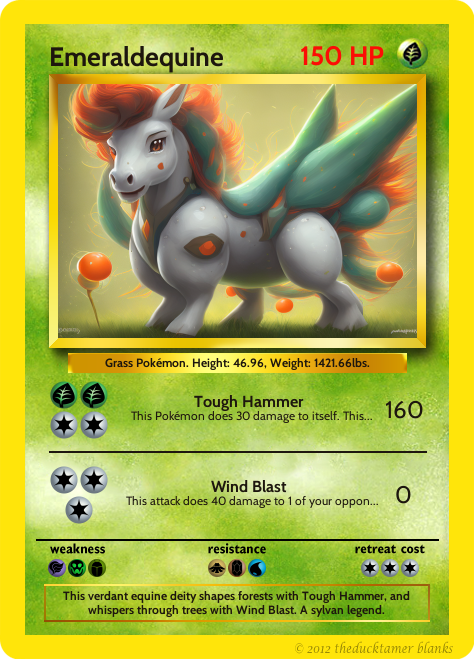 Emeraldequine 150 HP
Grass Pokémon. Height: 46.96, Weight: 1421.66lbs.
Tough Hammer
This Pokémon does 30 damage to itself. This...
160
Wind Blast
This attack does 40 damage to 1 of your oppon...
0
weakness resistance retreat cost
This verdant equine deity shapes forests with Tough Hammer, and
whispers through trees with Wind Blast. A sylvan legend.
© 2012 theducktamer blanks